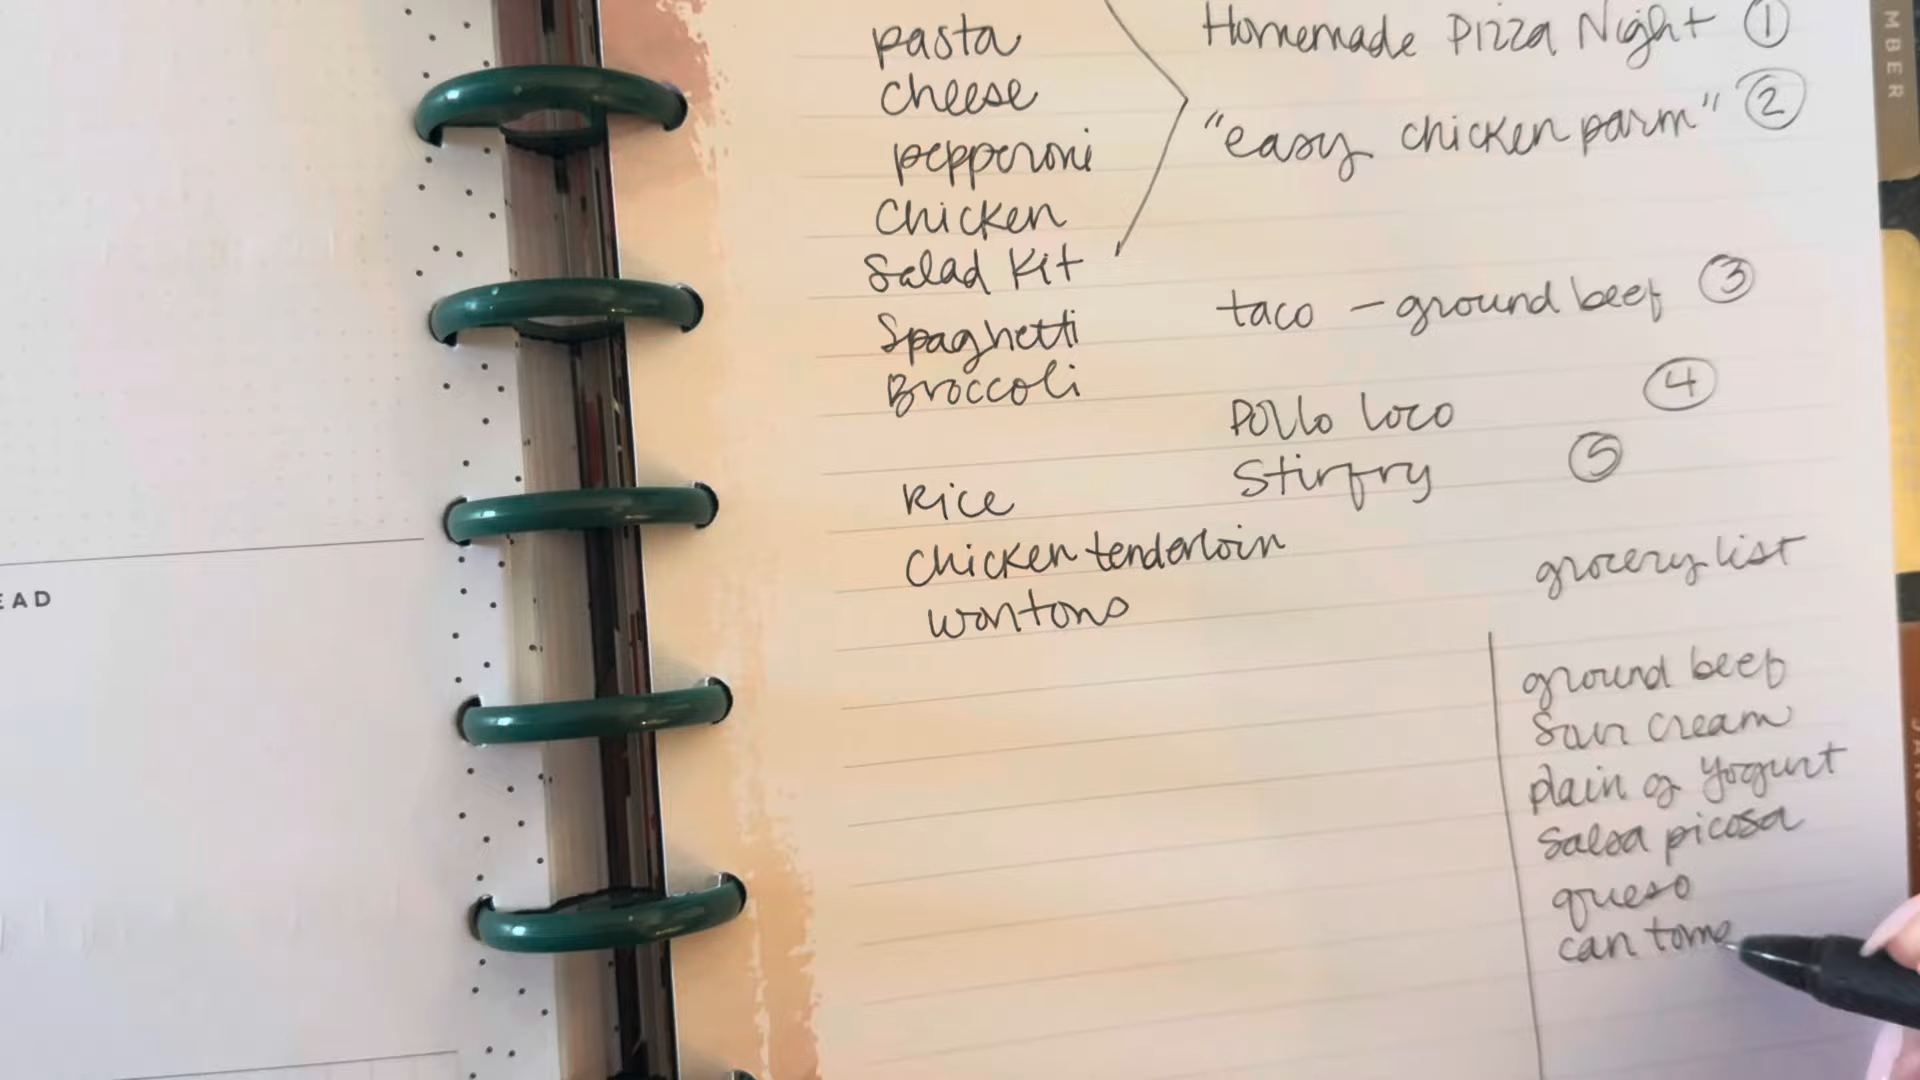 pasta
cheese
pepperoni
chicken
Salad kit
Spaghetti
Broccoli
Rice
chicken tenderloin
wontons
Homemade Pizza Night 1
"easy chicken parm" 2
taco - ground beef 3
Pollo loco 4
Stirfry 5
grocery list
ground beef
Sour cream
plain g yogurt
Salsa picosa
queso
can toma
EAD
MBER